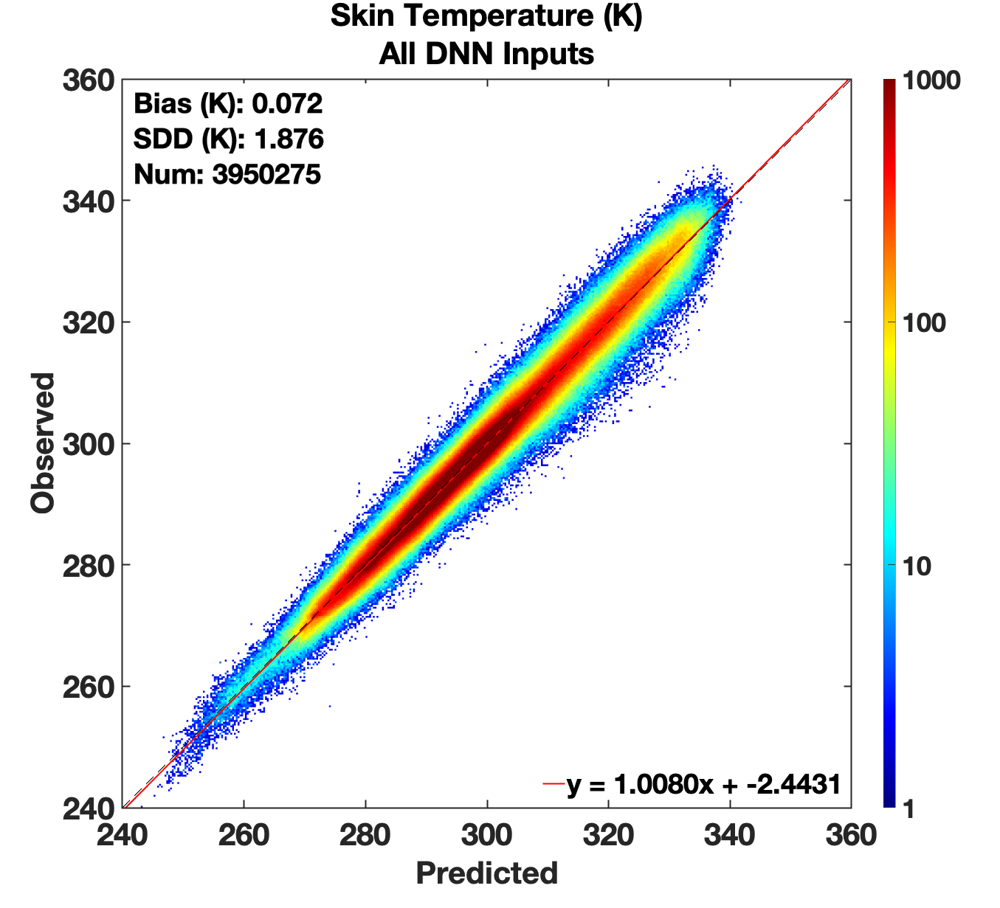 Skin Temperature (K)
All DNN Inputs
Bias (K): 0.072
SDD (K): 1.876
Num: 3950275
360
340
320
300
280
260
240
Observed
240 260 280 300 320 340 360
Predicted
y = 1.0080x + -2.4431
1000
100
10
1